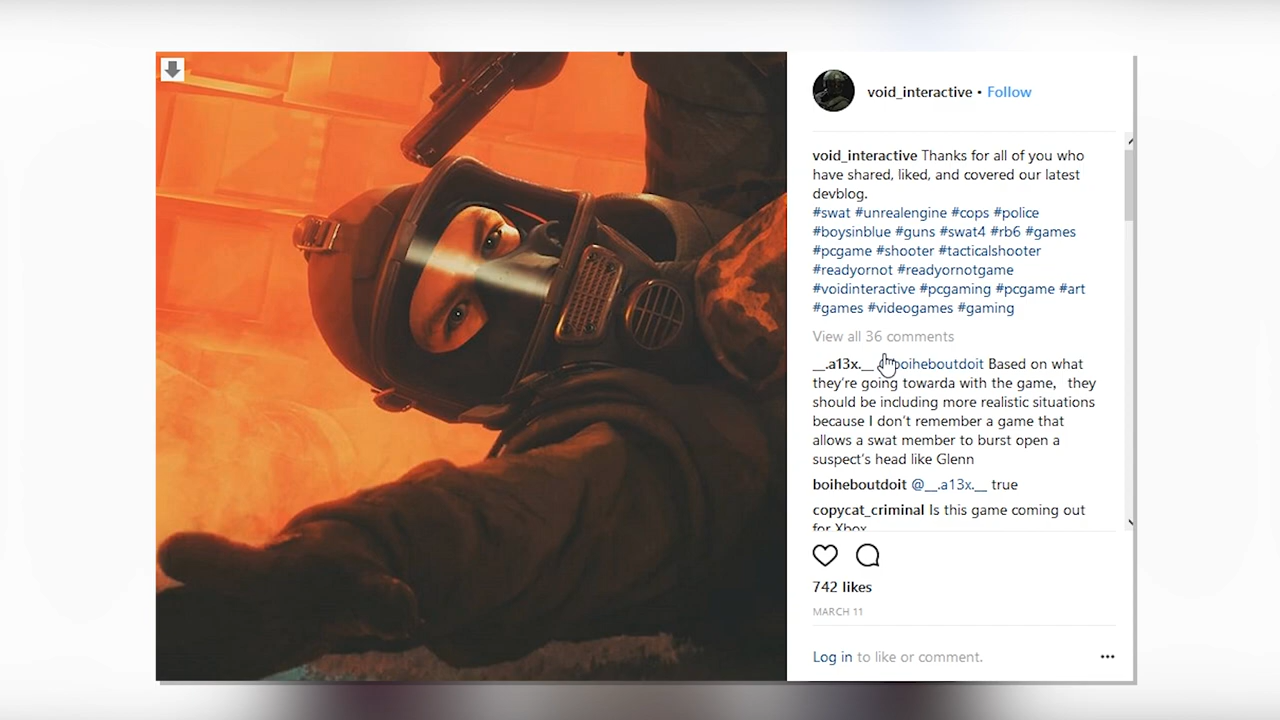 void_interactive • Follow
void_interactive Thanks for all of you who
have shared, liked, and covered our latest
devblog.
#swat #unrealengine #cops #police
#boysinblue #guns #swat4 #rb6 #games
#pcgame #shooter #tacticalshooter
#readyornot #readyornotgame
#voidinteractive #pcgaming #pcgame #art
#games #videogames #gaming
View all 36 comments
__.a13x.__ @boiheboutdoit Based on what
they're going towarda with the game, they
should be including more realistic situations
because I don't remember a game that
allows a swat member to burst open a
suspect's head like Glenn
boiheboutdoit @__.a13x.__ true
copycat_criminal Is this game coming out
for Xbox
742 likes
MARCH 11
Log in to like or comment.